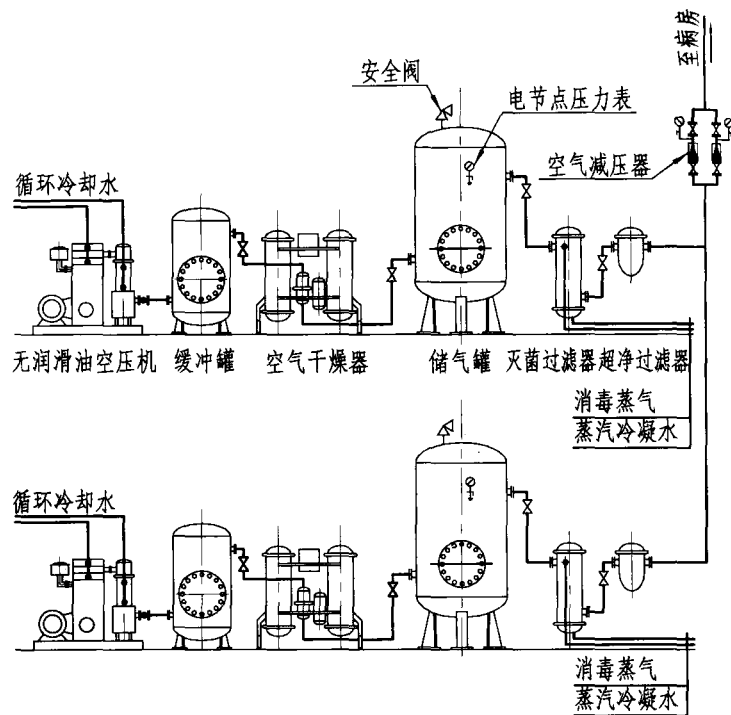 至病房
安全阀
电节点压力表
空气减压器
循环冷却水
无润滑油空压机 缓冲罐 空气干燥器 储气罐 灭菌过滤器 超净过滤器
消毒蒸气
蒸汽冷凝水
循环冷却水
消毒蒸气
蒸汽冷凝水